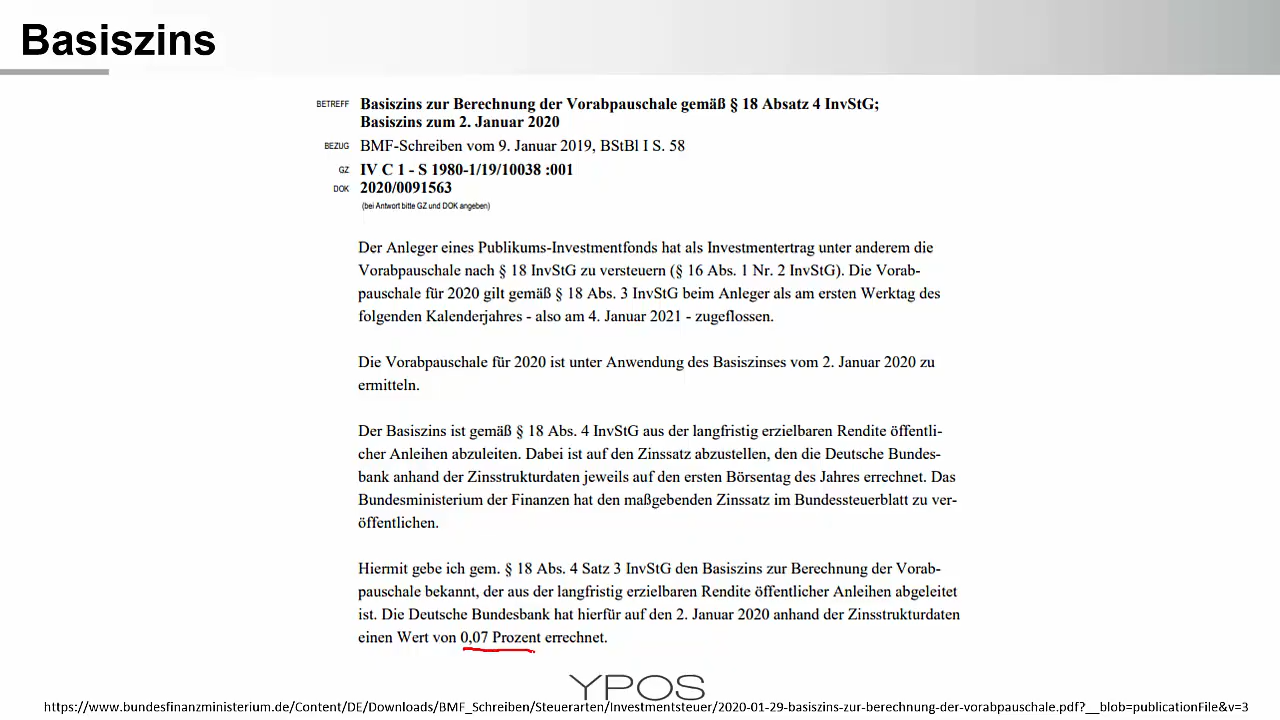 Basiszins
BETREFF Basiszins zur Berechnung der Vorabpauschale gemäß § 18 Absatz 4 InvStG;
Basiszins zum 2. Januar 2020
BEZUG BMF-Schreiben vom 9. Januar 2019, BStBl I S. 58
GZ IV C 1 - S 1980-1/19/10038 :001
DOK 2020/0091563
(bei Antwort bitte GZ und DOK angeben)
Der Anleger eines Publikums-Investmentfonds hat als Investmentertrag unter anderem die
Vorabpauschale nach § 18 InvStG zu versteuern (§ 16 Abs. 1 Nr. 2 InvStG). Die Vorab-
pauschale für 2020 gilt gemäß § 18 Abs. 3 InvStG beim Anleger als am ersten Werktag des
folgenden Kalenderjahres - also am 4. Januar 2021 - zugeflossen.
Die Vorabpauschale für 2020 ist unter Anwendung des Basiszinses vom 2. Januar 2020 zu
ermitteln.
Der Basiszins ist gemäß § 18 Abs. 4 InvStG aus der langfristig erzielbaren Rendite öffentli-
cher Anleihen abzuleiten. Dabei ist auf den Zinssatz abzustellen, den die Deutsche Bundes-
bank anhand der Zinsstrukturdaten jeweils auf den ersten Börsentag des Jahres errechnet. Das
Bundesministerium der Finanzen hat den maßgebenden Zinssatz im Bundessteuerblatt zu ver-
öffentlichen.
Hiermit gebe ich gem. § 18 Abs. 4 Satz 3 InvStG den Basiszins zur Berechnung der Vorab-
pauschale bekannt, der aus der langfristig erzielbaren Rendite öffentlicher Anleihen abgeleitet
ist. Die Deutsche Bundesbank hat hierfür auf den 2. Januar 2020 anhand der Zinsstrukturdaten
einen Wert von 0,07 Prozent errechnet.
YPOS
https://www.bundesfinanzministerium.de/Content/DE/Downloads/BMF_Schreiben/Steuerarten/Investmentsteuer/2020-01-29-basiszins-zur-berechnung-der-vorabpauschale.pdf?__blob=publicationFile&v=3